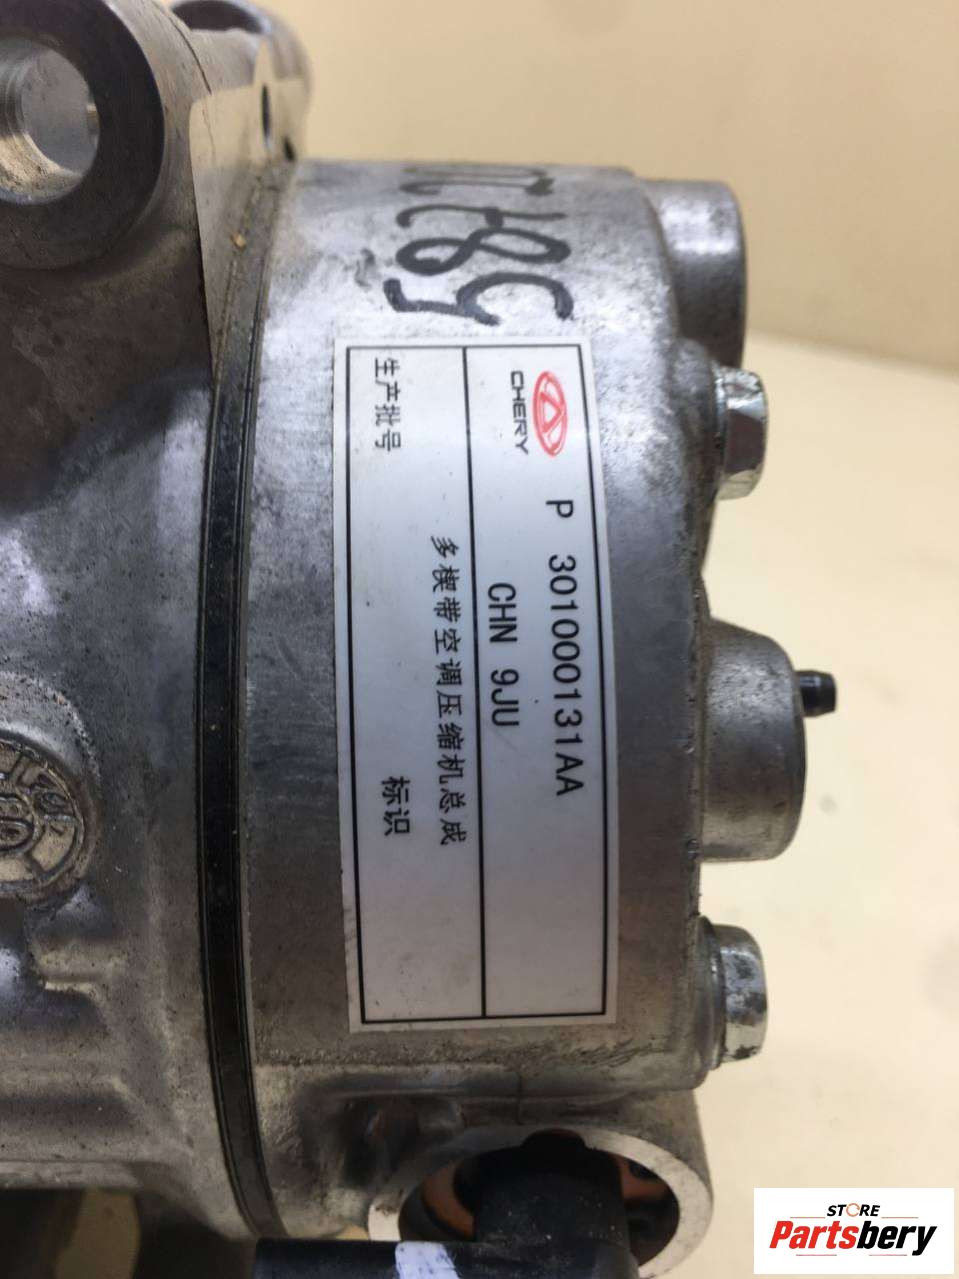 CHERY
P 301000131AA
CHN 9JU
多楔带空调压缩机总成
生产批号
标识
STORE
Partsbery